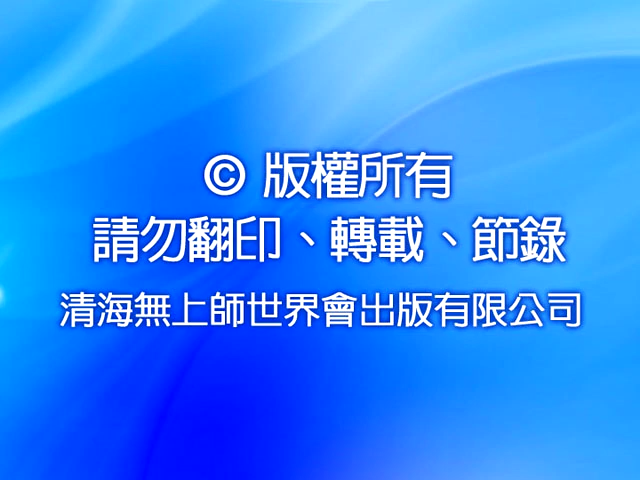 © 版權所有
請勿翻印、轉載、節錄
清海無上師世界會出版有限公司